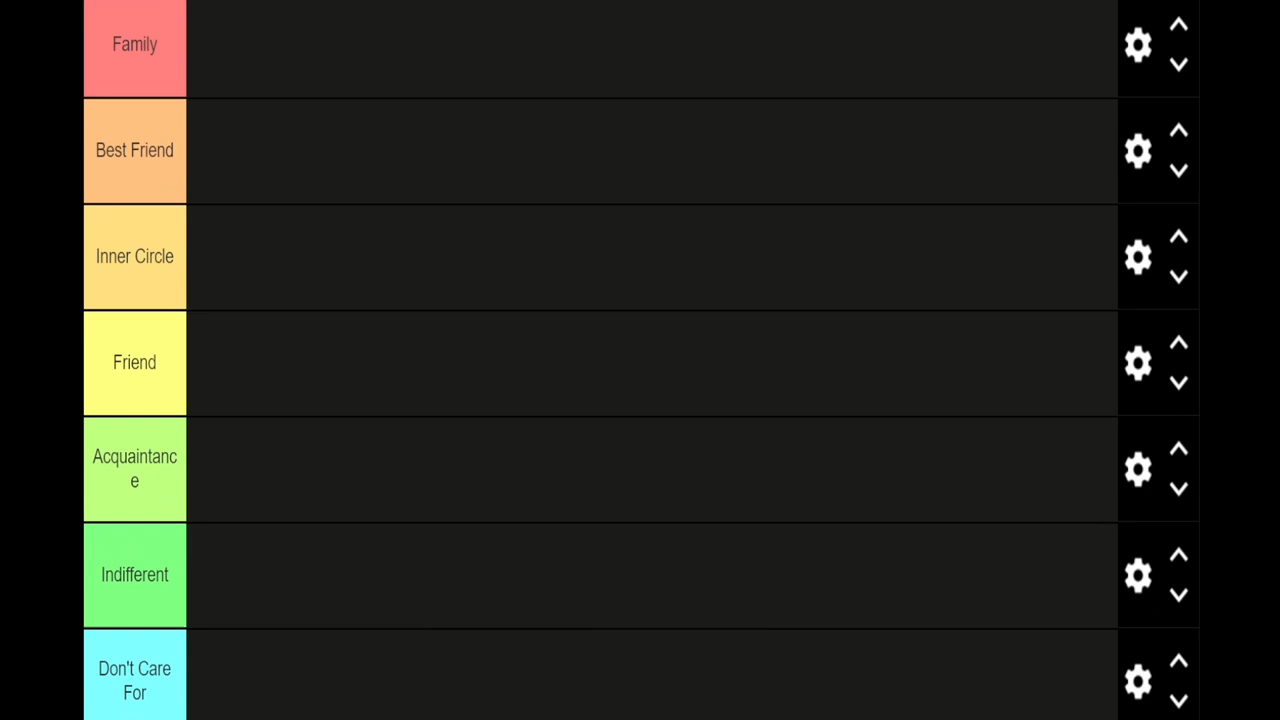 Family
Best Friend
Inner Circle
Friend
Acquaintanc
e
Indifferent
Don't Care
For